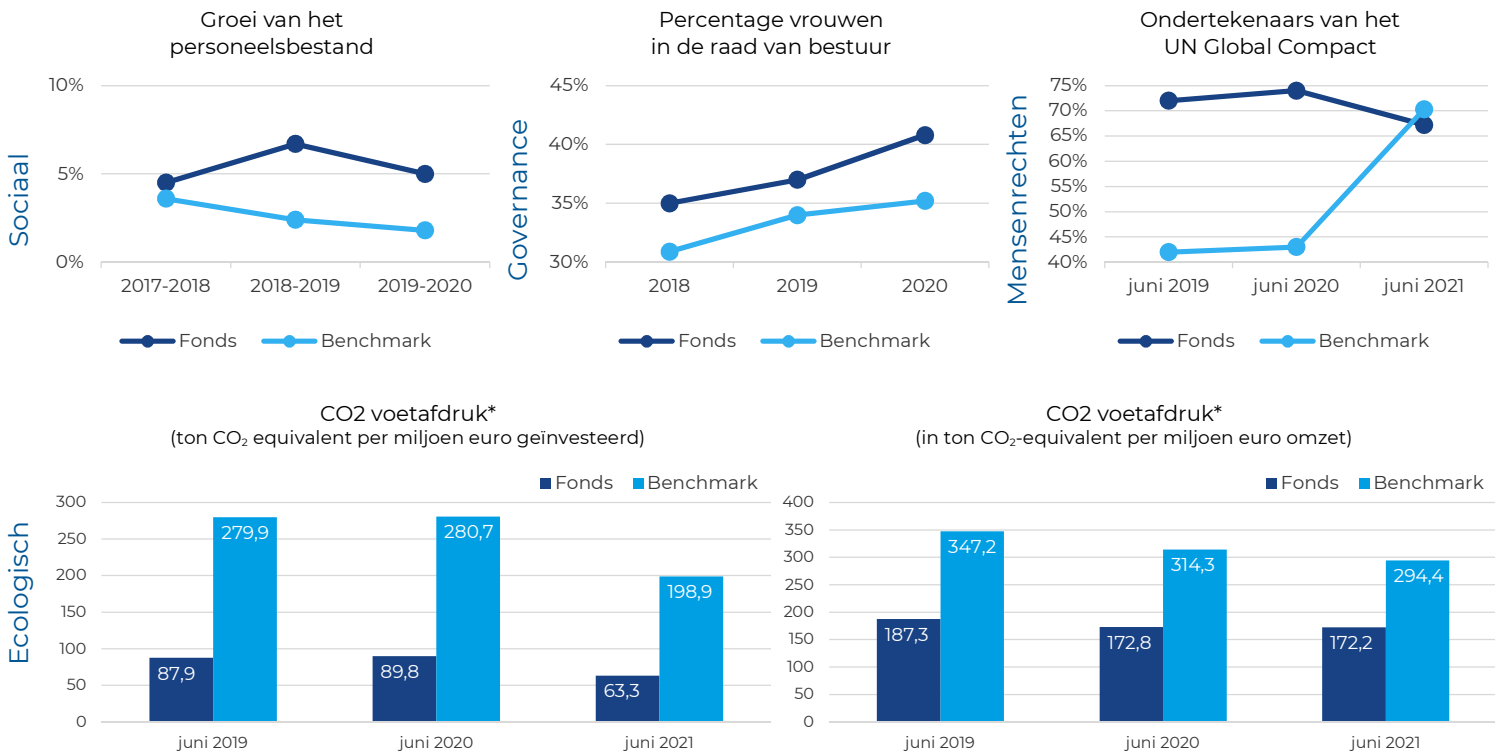 Groei van het
personeelsbestand
Sociaal
10%
5%
0%
2017-2018
2018-2019
2019-2020
Fonds
Benchmark
Percentage vrouwen
in de raad van bestuur
Governance
45%
40%
35%
30%
2018
2019
2020
Fonds
Benchmark
Ondertekenaars van het
UN Global Compact
Mensenrechten
75%
70%
65%
60%
55%
50%
45%
40%
juni 2019
juni 2020
juni 2021
Fonds
Benchmark
Ecologisch
CO2 voetafdruk*
(ton CO₂ equivalent per miljoen euro geïnvesteerd)
Fonds
Benchmark
300
250
200
150
100
50
0
87,9
279,9
89,8
280,7
63,3
198,9
juni 2019
juni 2020
juni 2021
CO2 voetafdruk*
(in ton CO₂-equivalent per miljoen euro omzet)
Fonds
Benchmark
400
350
300
250
200
150
100
50
0
187,3
347,2
172,8
314,3
172,2
294,4
juni 2019
juni 2020
juni 2021